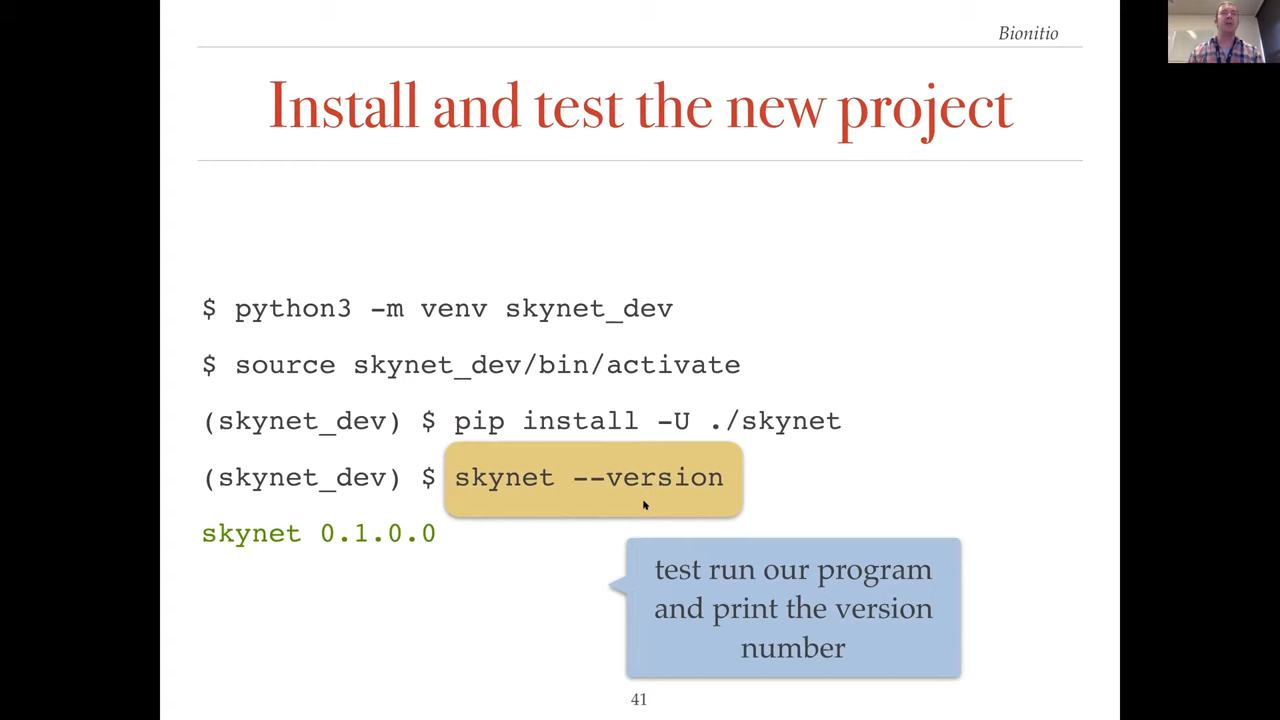 Bionitio
Install and test the new project
$ python3 -m venv skynet_dev
$ source skynet_dev/bin/activate
(skynet_dev) $ pip install -U ./skynet
(skynet_dev) $ skynet --version
skynet 0.1.0.0
test run our program
and print the version
number
41